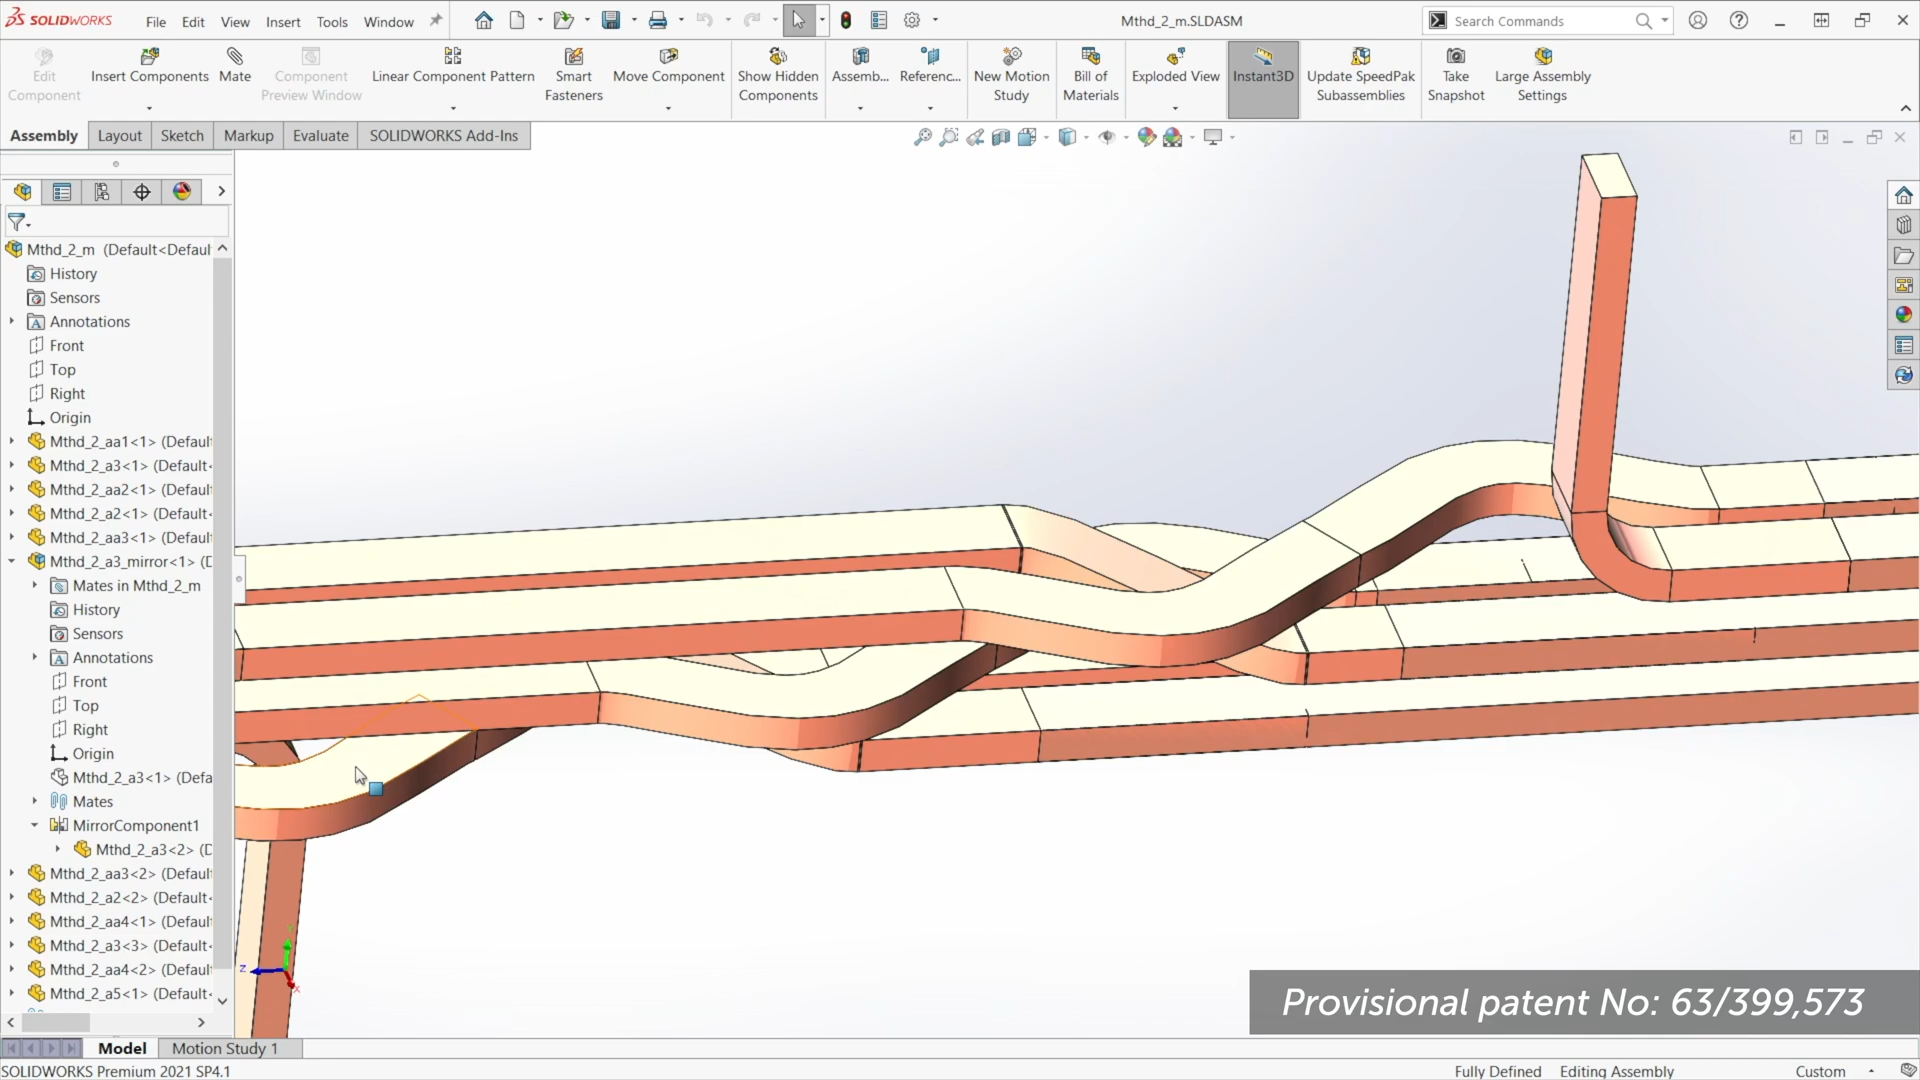 SOLIDWORKS File Edit View Insert Tools Window
Mthd_2_m.SLDASM
Search Commands
Edit Component
Insert Components
Mate
Component Preview Window
Linear Component Pattern
Smart Fasteners
Move Component
Show Hidden Components
Assemb...
Referenc...
New Motion Study
Bill of Materials
Exploded View
Instant3D
Update SpeedPak Subassemblies
Take Snapshot
Large Assembly Settings
Assembly Layout Sketch Markup Evaluate SOLIDWORKS Add-Ins
Mthd_2_m (Default<Defaul
History
Sensors
Annotations
Front
Top
Right
Origin
Mthd_2_aa1<1> (Defaul
Mthd_2_a3<1> (Default<
Mthd_2_aa2<1> (Defaul
Mthd_2_a2<1> (Default<
Mthd_2_aa3<1> (Defaul
Mthd_2_a3_mirror<1> (D
Mates in Mthd_2_m
History
Sensors
Annotations
Front
Top
Right
Origin
Mthd_2_a3<1> (Defa
Mates
MirrorComponent1
Mthd_2_a3<2> (D
Mthd_2_aa3<2> (Defaul
Mthd_2_a2<2> (Default<
Mthd_2_aa4<1> (Defaul
Mthd_2_a3<3> (Default<
Mthd_2_aa4<2> (Defaul
Mthd_2_a5<1> (Default<
Y
Z
X
Provisional patent No: 63/399,573
Model Motion Study 1
SOLIDWORKS Premium 2021 SP4.1
Fully Defined Editing Assembly Custom